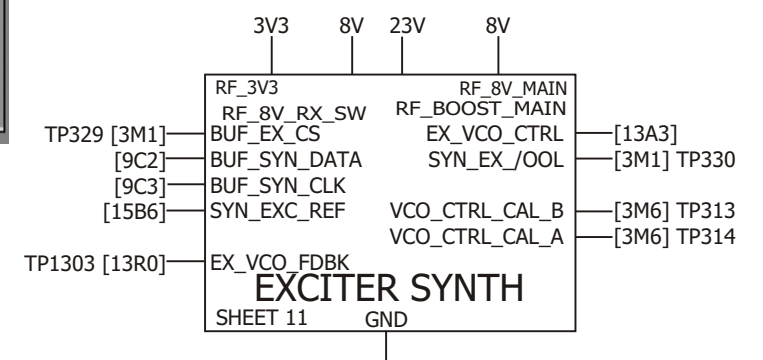 3V3 8V 23V 8V
RF_3V3 RF_8V_MAIN
RF_8V_RX_SW RF_BOOST_MAIN
TP329 [3M1] BUF_EX_CS EX_VCO_CTRL [13A3]
[9C2] BUF_SYN_DATA SYN_EX_/OOL [3M1] TP330
[9C3] BUF_SYN_CLK
[15B6] SYN_EXC_REF VCO_CTRL_CAL_B [3M6] TP313
VCO_CTRL_CAL_A [3M6] TP314
TP1303 [13R0] EX_VCO_FDBK
EXCITER SYNTH
SHEET 11 GND